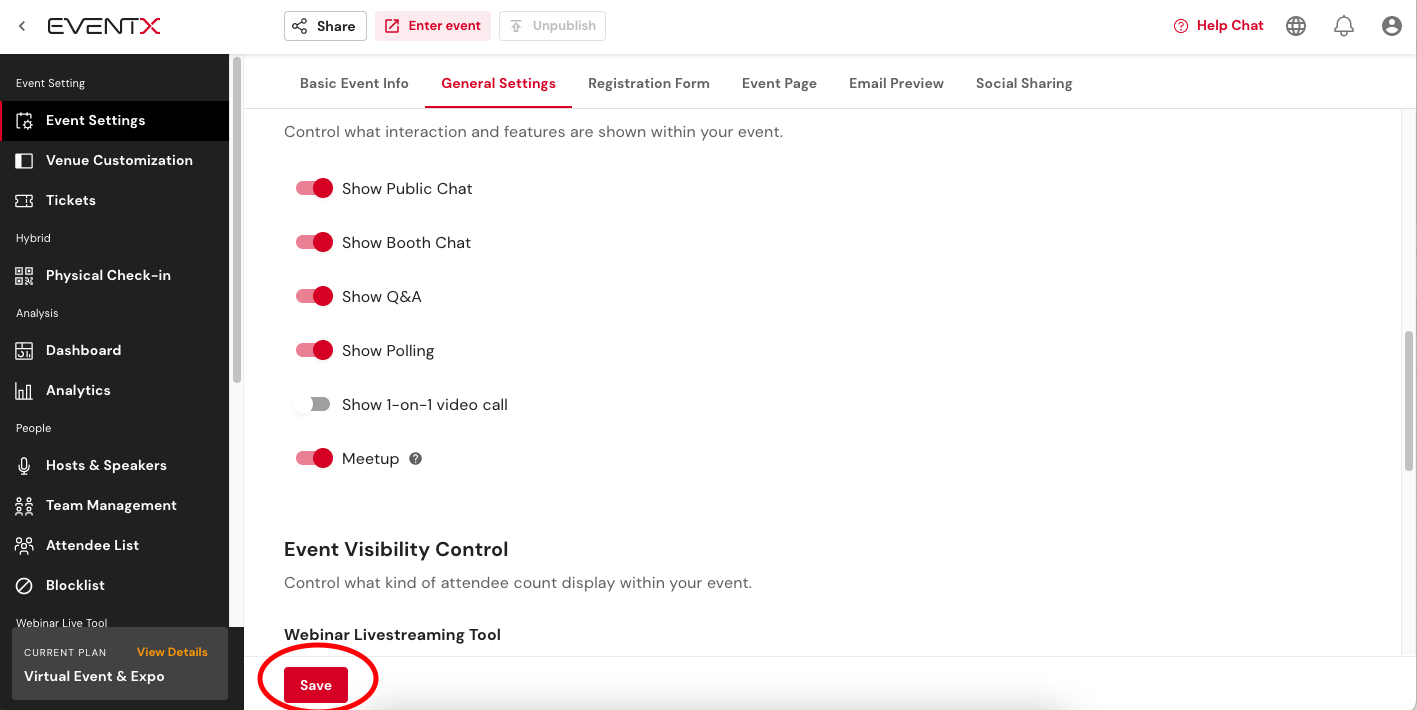 EVENTX
Share
Enter event
Unpublish
Help Chat
Event Setting
Event Settings
Venue Customization
Tickets
Hybrid
Physical Check-in
Analysis
Dashboard
Analytics
People
Hosts & Speakers
Team Management
Attendee List
Blocklist
Webinar Live Tool
CURRENT PLAN View Details
Virtual Event & Expo
Basic Event Info General Settings Registration Form Event Page Email Preview Social Sharing
Control what interaction and features are shown within your event.
Show Public Chat
Show Booth Chat
Show Q&A
Show Polling
Show 1-on-1 video call
Meetup ?
Event Visibility Control
Control what kind of attendee count display within your event.
Webinar Livestreaming Tool
Save